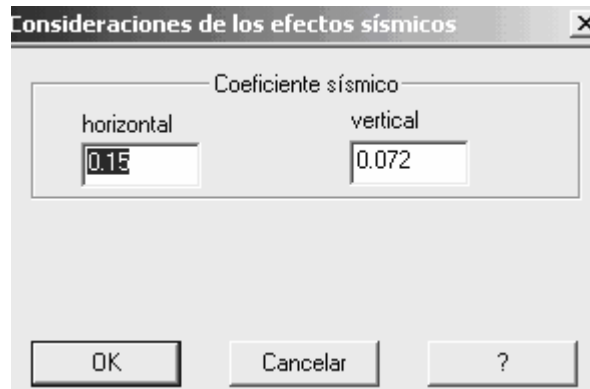 Consideraciones de los efectos sísmicos
Coeficiente sísmico
horizontal vertical
0.15 0.072
OK Cancelar ?